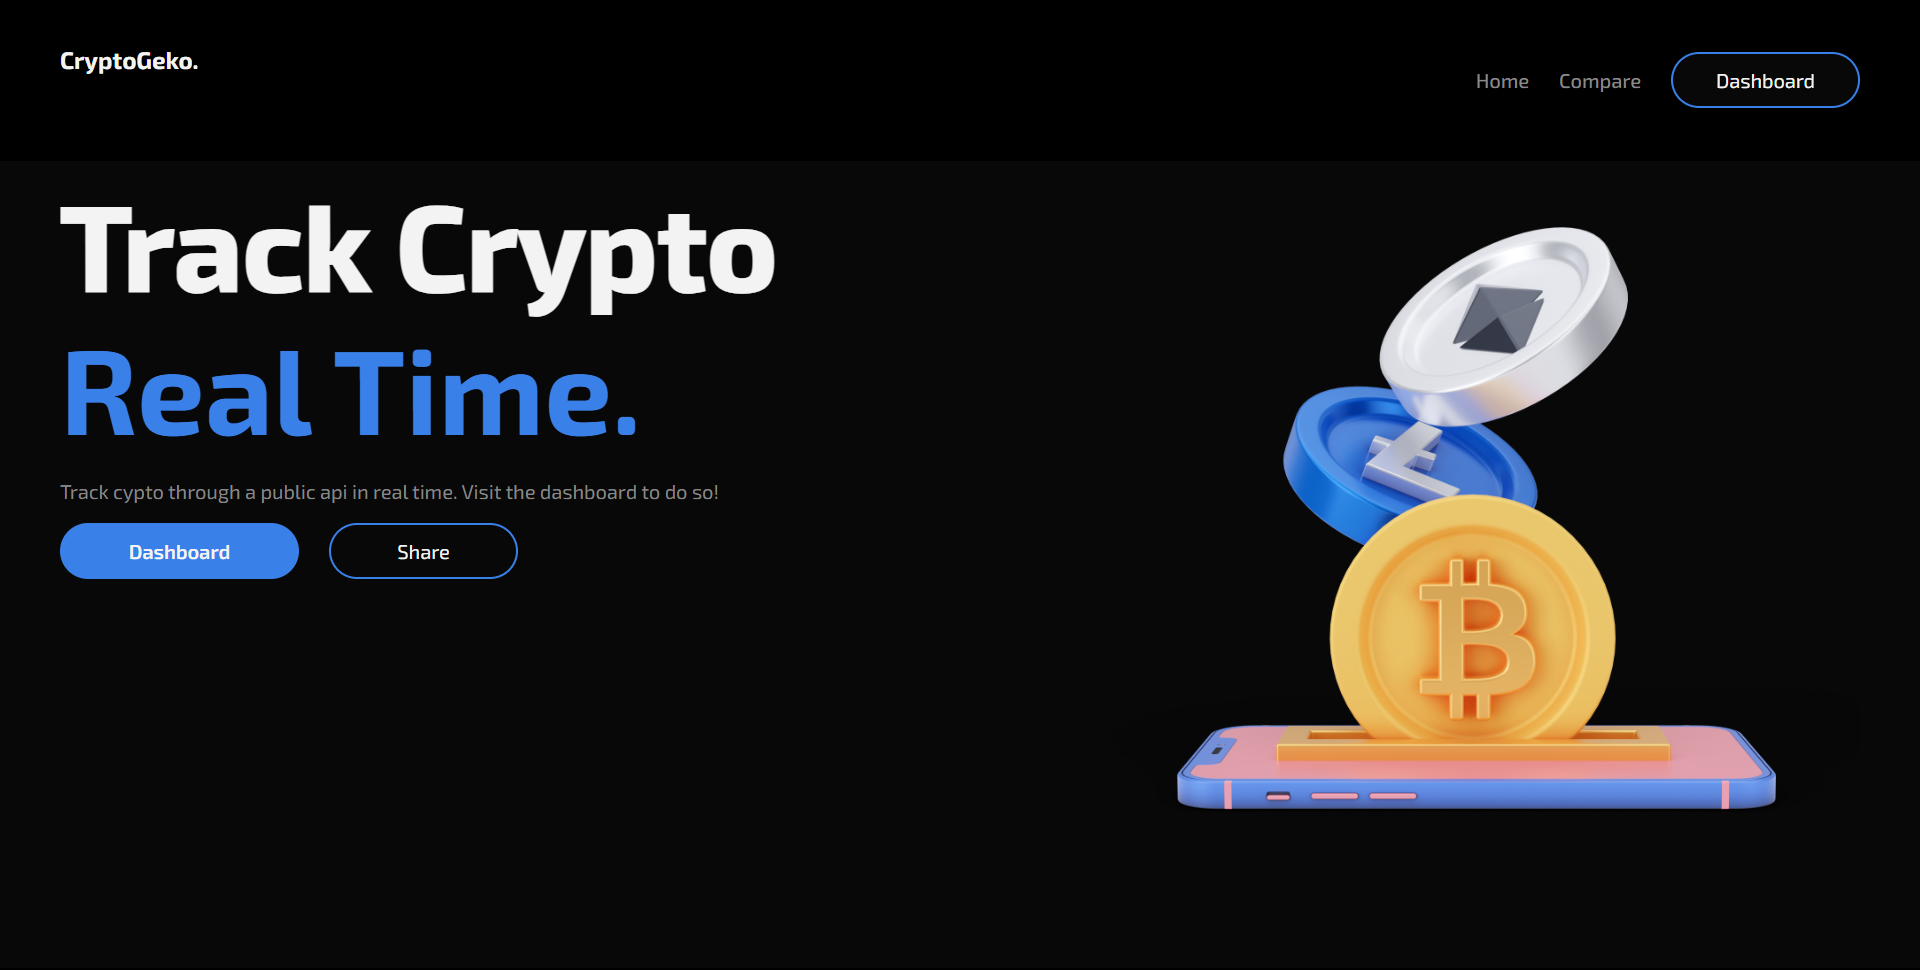 CryptoGeko.
Home Compare Dashboard
Track Crypto
Real Time.
Track cypto through a public api in real time. Visit the dashboard to do so!
Dashboard Share